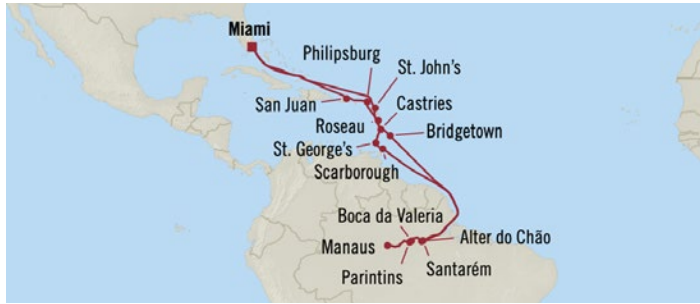 Miami
Philipsburg
St. John's
San Juan
Castries
Roseau
Bridgetown
St. George's
Scarborough
Boca da Valeria
Manaus
Alter do Chão
Parintins
Santarém